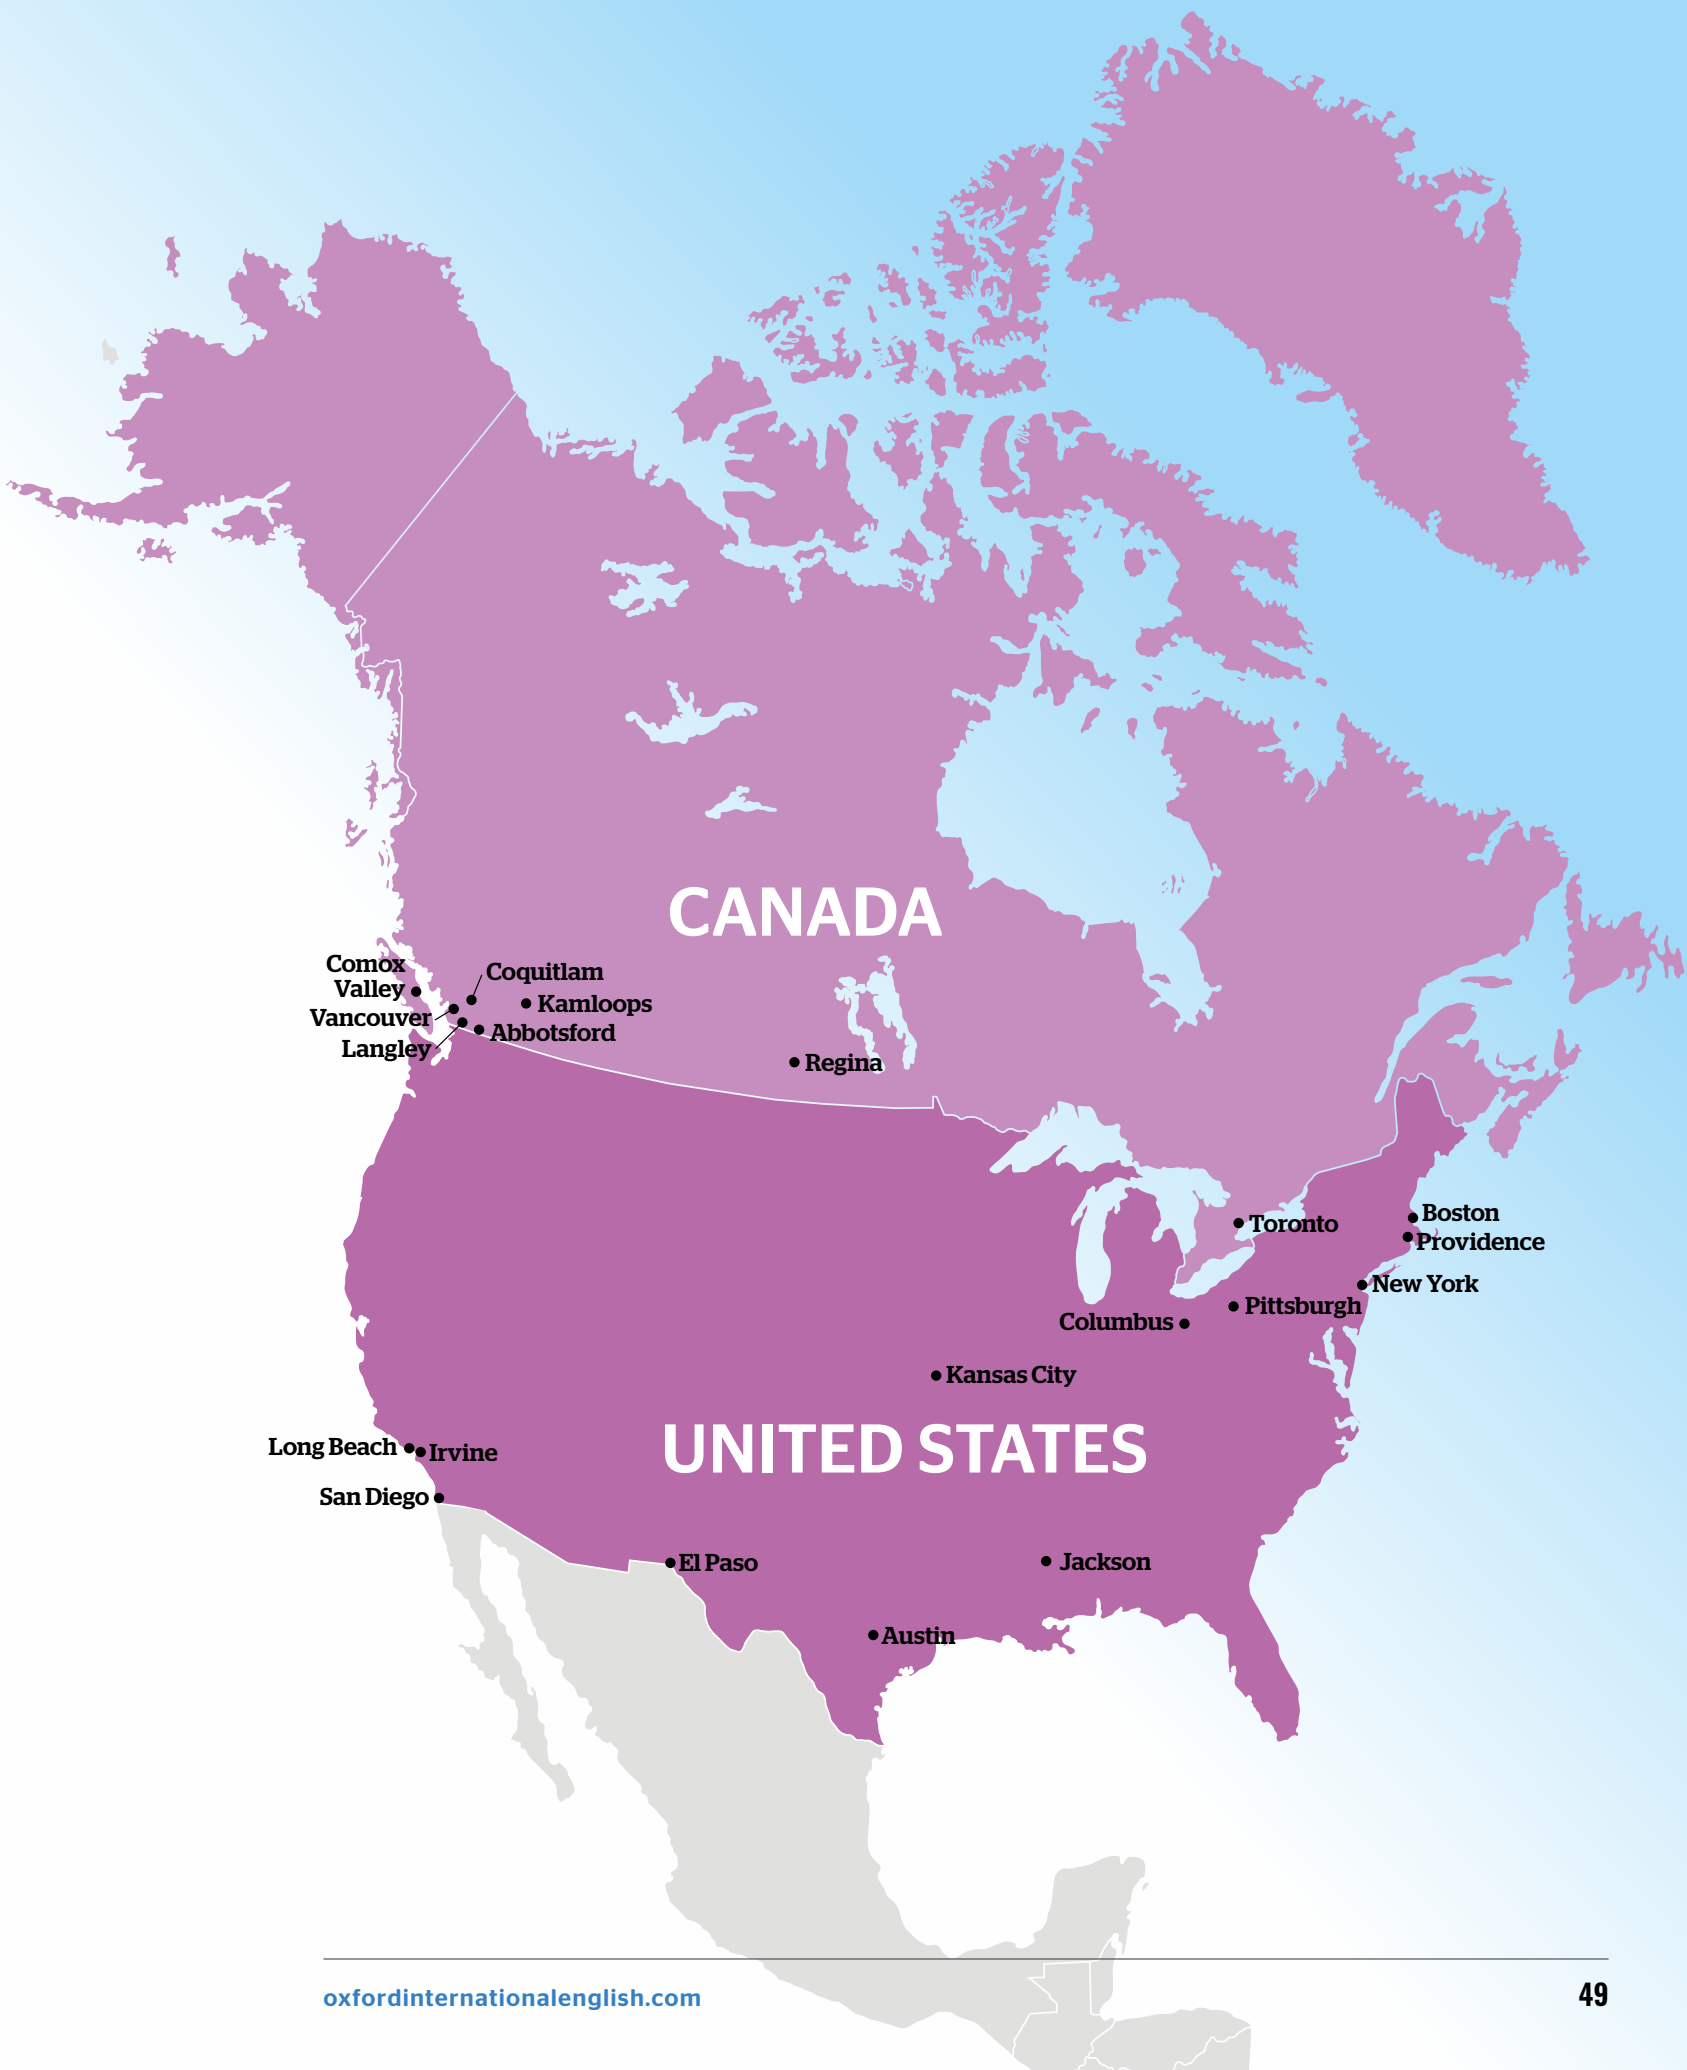 CANADA
Comox
Valley
Coquitlam
Kamloops
Vancouver
Abbotsford
Langley
Regina
Boston
Toronto
Providence
New York
Pittsburgh
Columbus
Kansas City
UNITED STATES
Long Beach
Irvine
San Diego
El Paso
Jackson
Austin
oxfordinternationalenglish.com
49